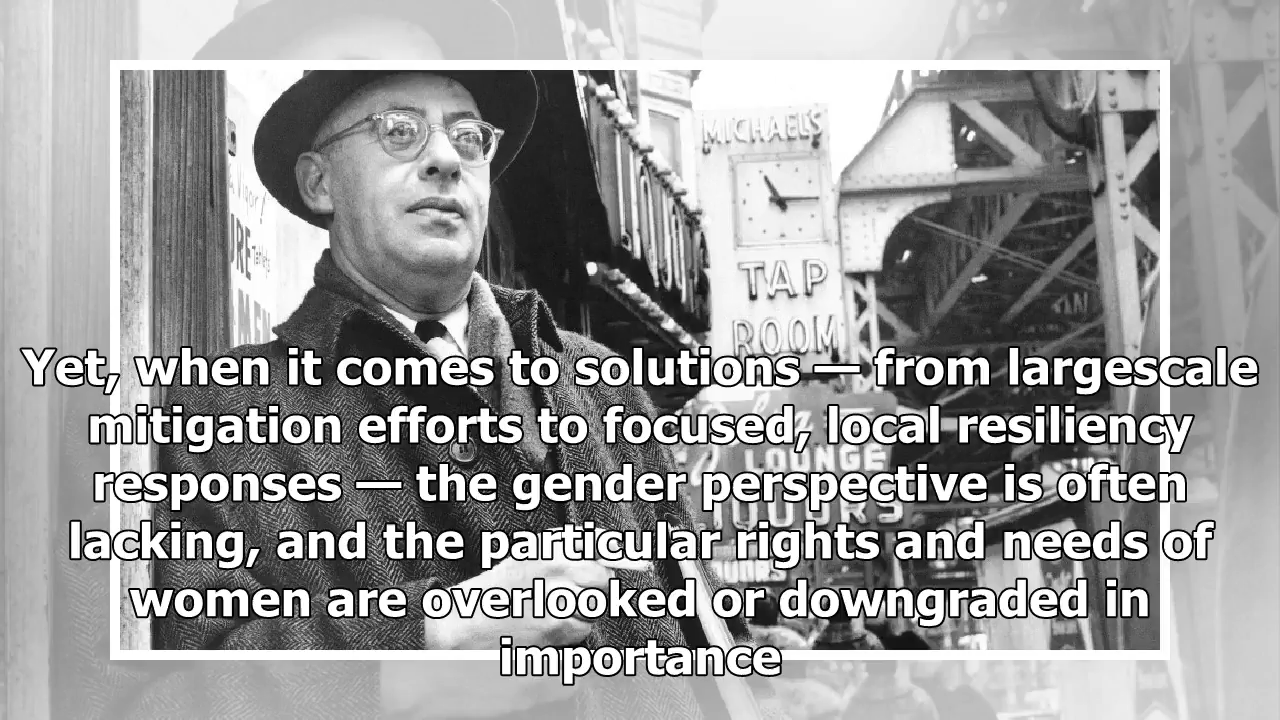 MICHAEL'S
TAP
ROOM
LOUNGE
LIQUORS
Yet, when it comes to solutions — from largescale
mitigation efforts to focused, local resiliency
responses — the gender perspective is often
lacking, and the particular rights and needs of
women are overlooked or downgraded in
importance